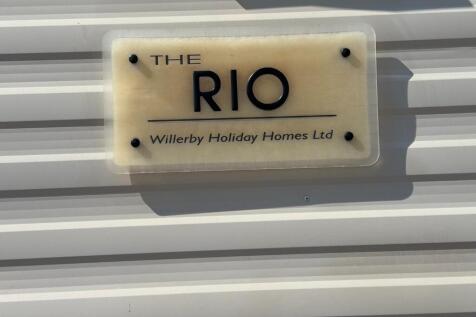 THE
RIO
Willerby Holiday Homes Ltd